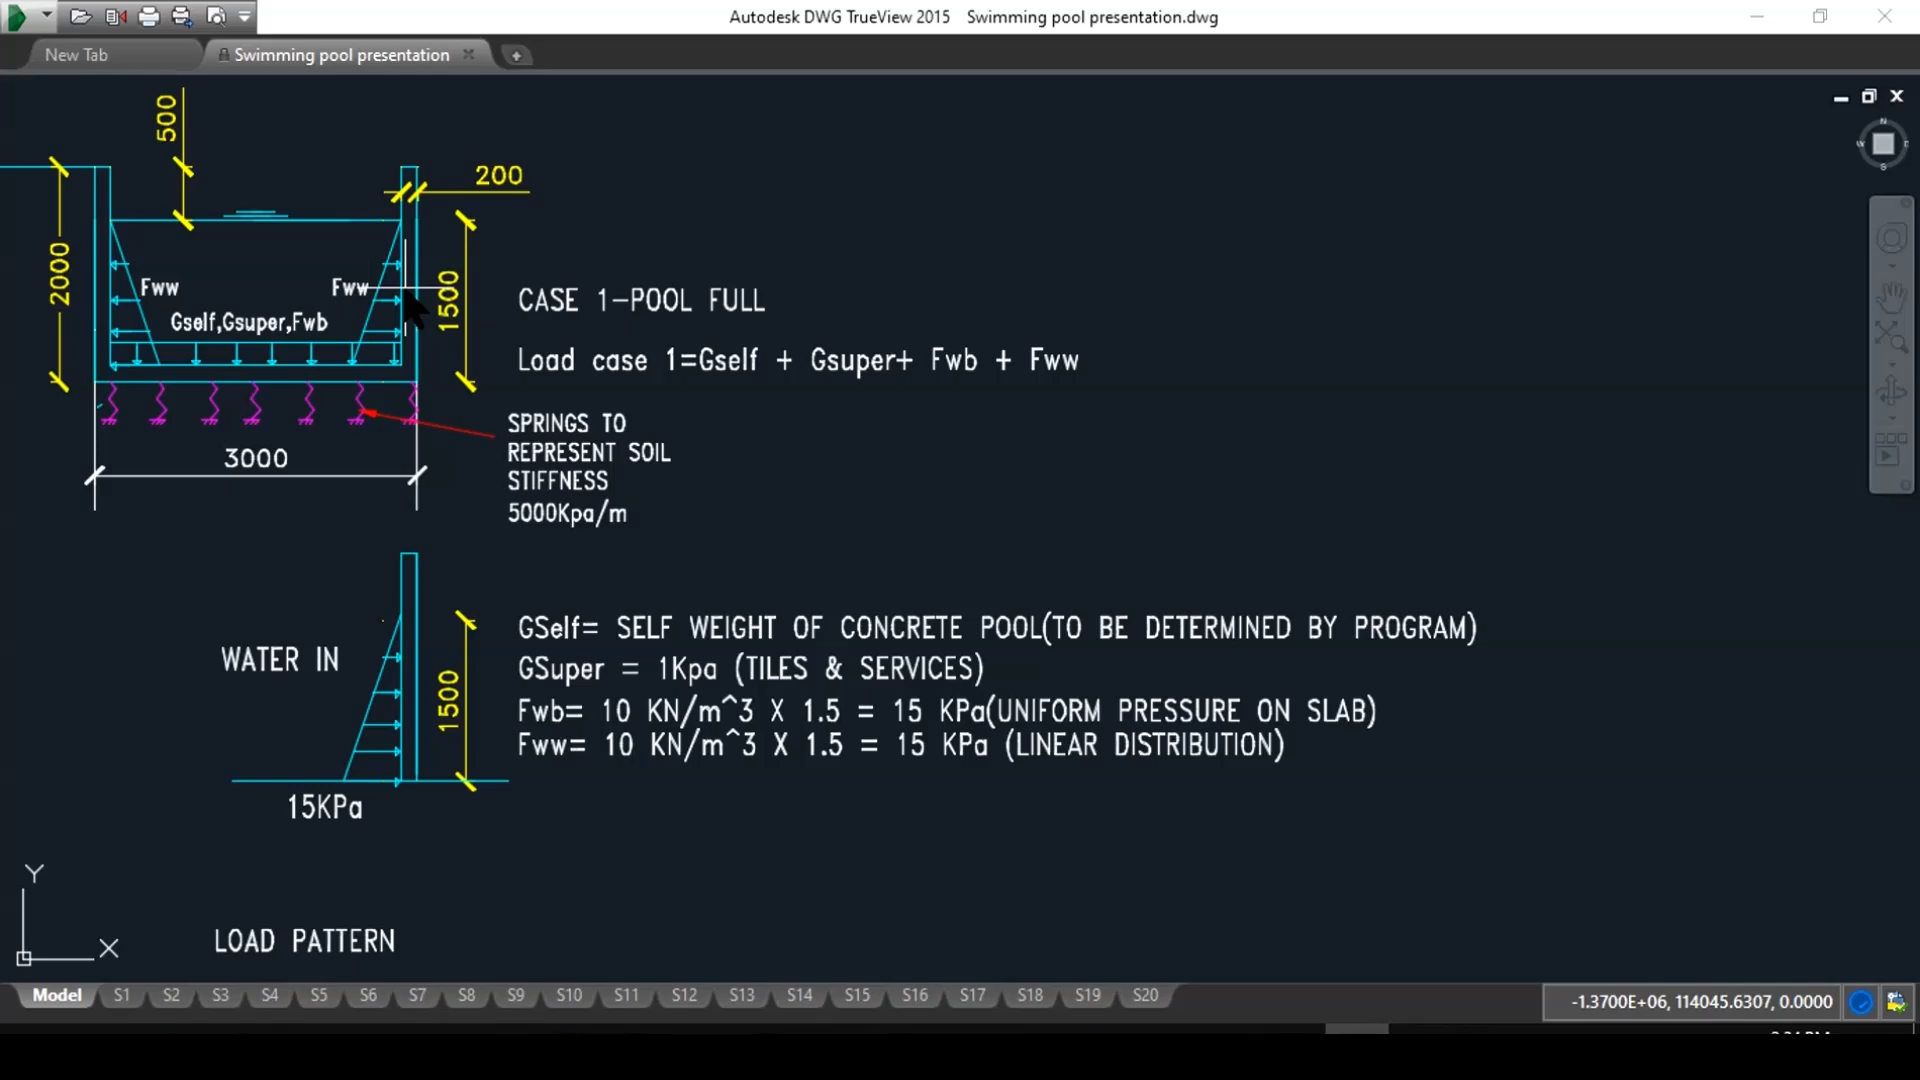 Autodesk DWG TrueView 2015 Swimming pool presentation.dwg
New Tab
Swimming pool presentation
500
200
2000
Fww
Fww
1500
Gself,Gsuper,Fwb
CASE 1-POOL FULL
Load case 1=Gself + Gsuper+ Fwb + Fww
SPRINGS TO
REPRESENT SOIL
STIFFNESS
5000Kpa/m
3000
WATER IN
1500
15KPa
GSelf= SELF WEIGHT OF CONCRETE POOL(TO BE DETERMINED BY PROGRAM)
GSuper = 1Kpa (TILES & SERVICES)
Fwb= 10 KN/m^3 X 1.5 = 15 KPa(UNIFORM PRESSURE ON SLAB)
Fww= 10 KN/m^3 X 1.5 = 15 KPa (LINEAR DISTRIBUTION)
Y
X
LOAD PATTERN
N
W
S
Model S1 S2 S3 S4 S5 S6 S7 S8 S9 S10 S11 S12 S13 S14 S15 S16 S17 S18 S19 S20
-1.3700E+06, 114045.6307, 0.0000